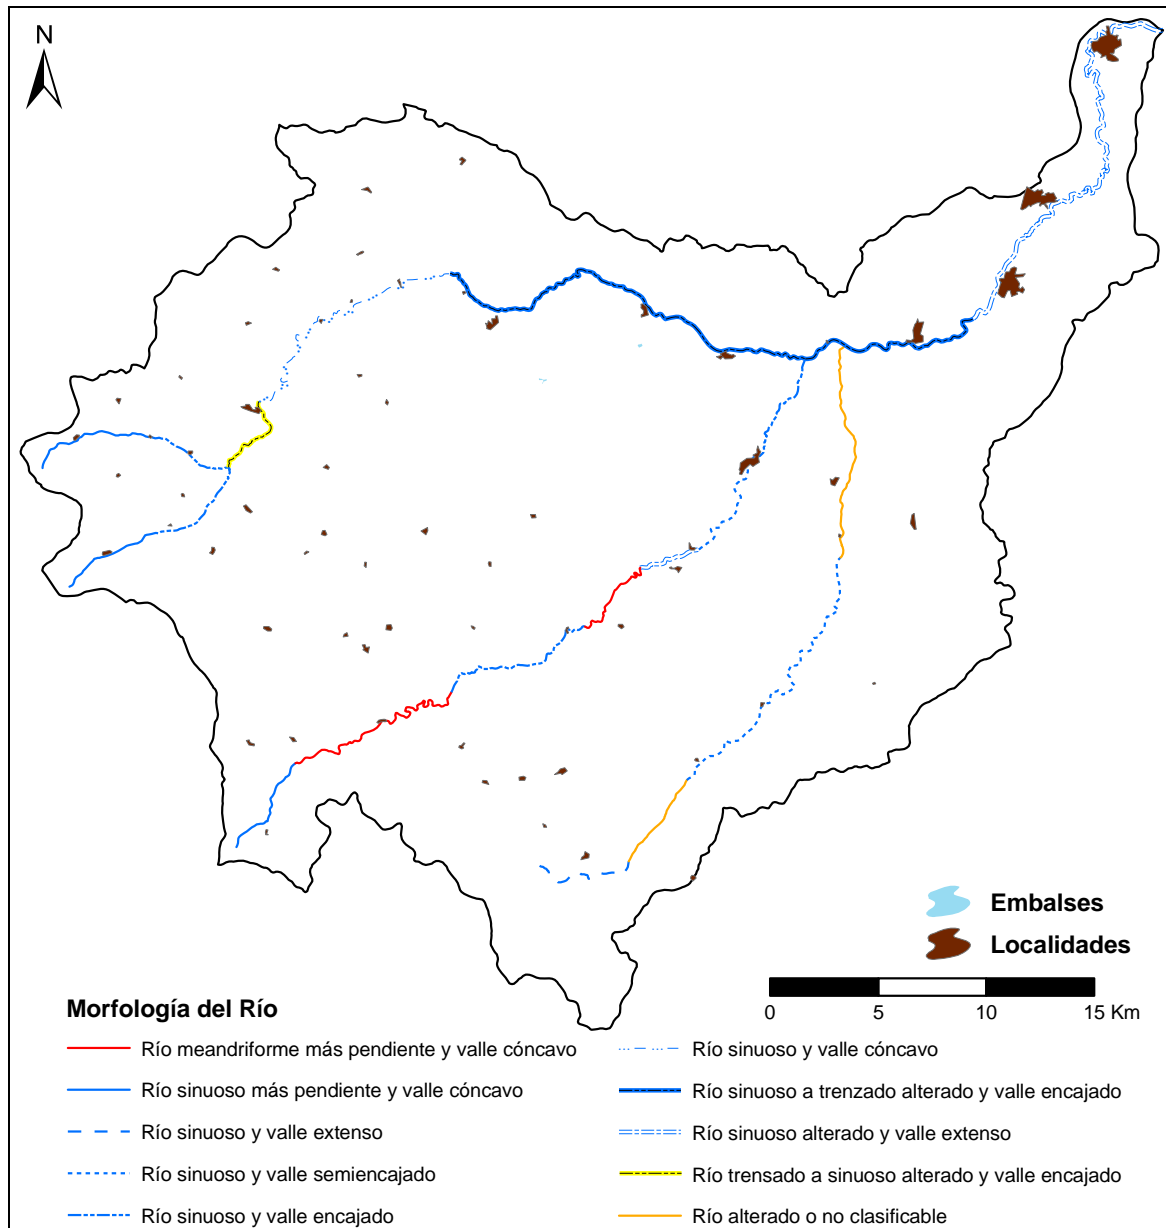 N
Embalses
Localidades
0 5 10 15 Km
Morfología del Río
Río meandriforme más pendiente y valle cóncavo
Río sinuoso más pendiente y valle cóncavo
Río sinuoso y valle extenso
Río sinuoso y valle semiencajado
Río sinuoso y valle encajado
Río sinuoso y valle cóncavo
Río sinuoso a trenzado alterado y valle encajado
Río sinuoso alterado y valle extenso
Río trensado a sinuoso alterado y valle encajado
Río alterado o no clasificable